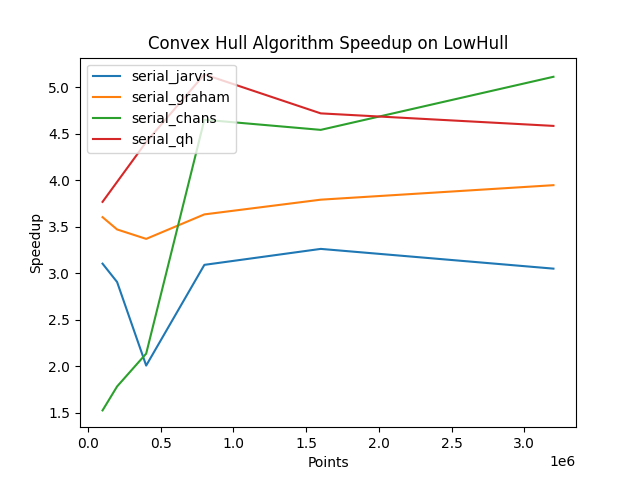 Convex Hull Algorithm Speedup on LowHull
serial_jarvis
serial_graham
serial_chans
serial_qh
Speedup
5.0
4.5
4.0
3.5
3.0
2.5
2.0
1.5
0.0
0.5
1.0
1.5
2.0
2.5
3.0
1e6
Points